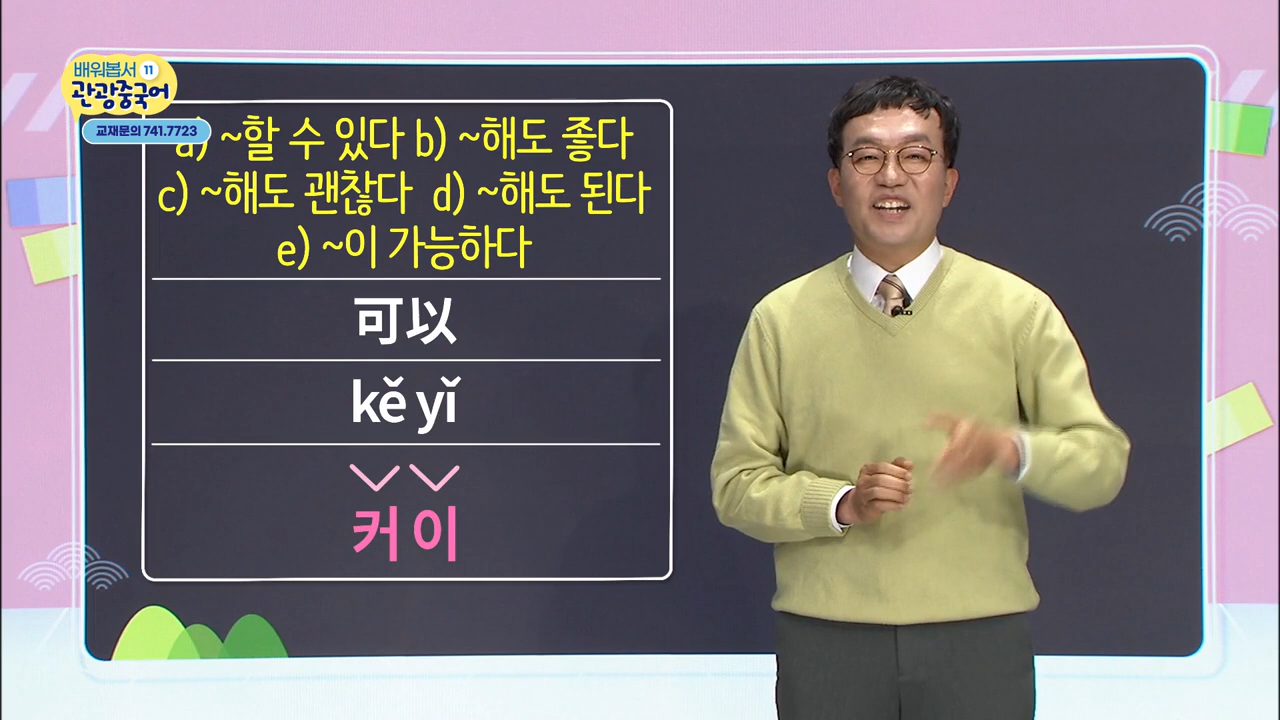 배워봅서 11
관광중국어
교재문의 741.7723
a) ~할 수 있다 b) ~해도 좋다
c) ~해도 괜찮다 d) ~해도 된다
e) ~이 가능하다
可以
kě yǐ
커 이